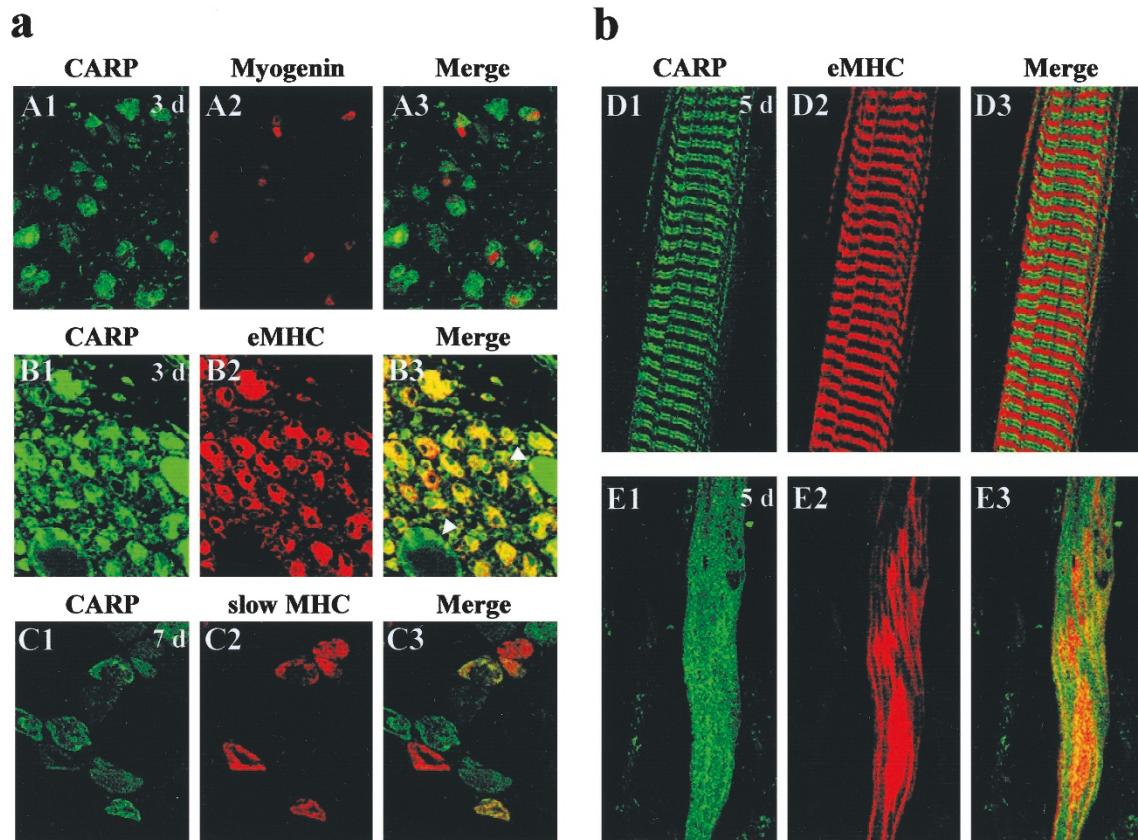 a
CARP Myogenin Merge
A1 3 d A2 A3
CARP eMHC Merge
B1 3 d B2 B3
CARP slow MHC Merge
C1 7 d C2 C3
b
CARP eMHC Merge
D1 5 d D2 D3
E1 5 d E2 E3